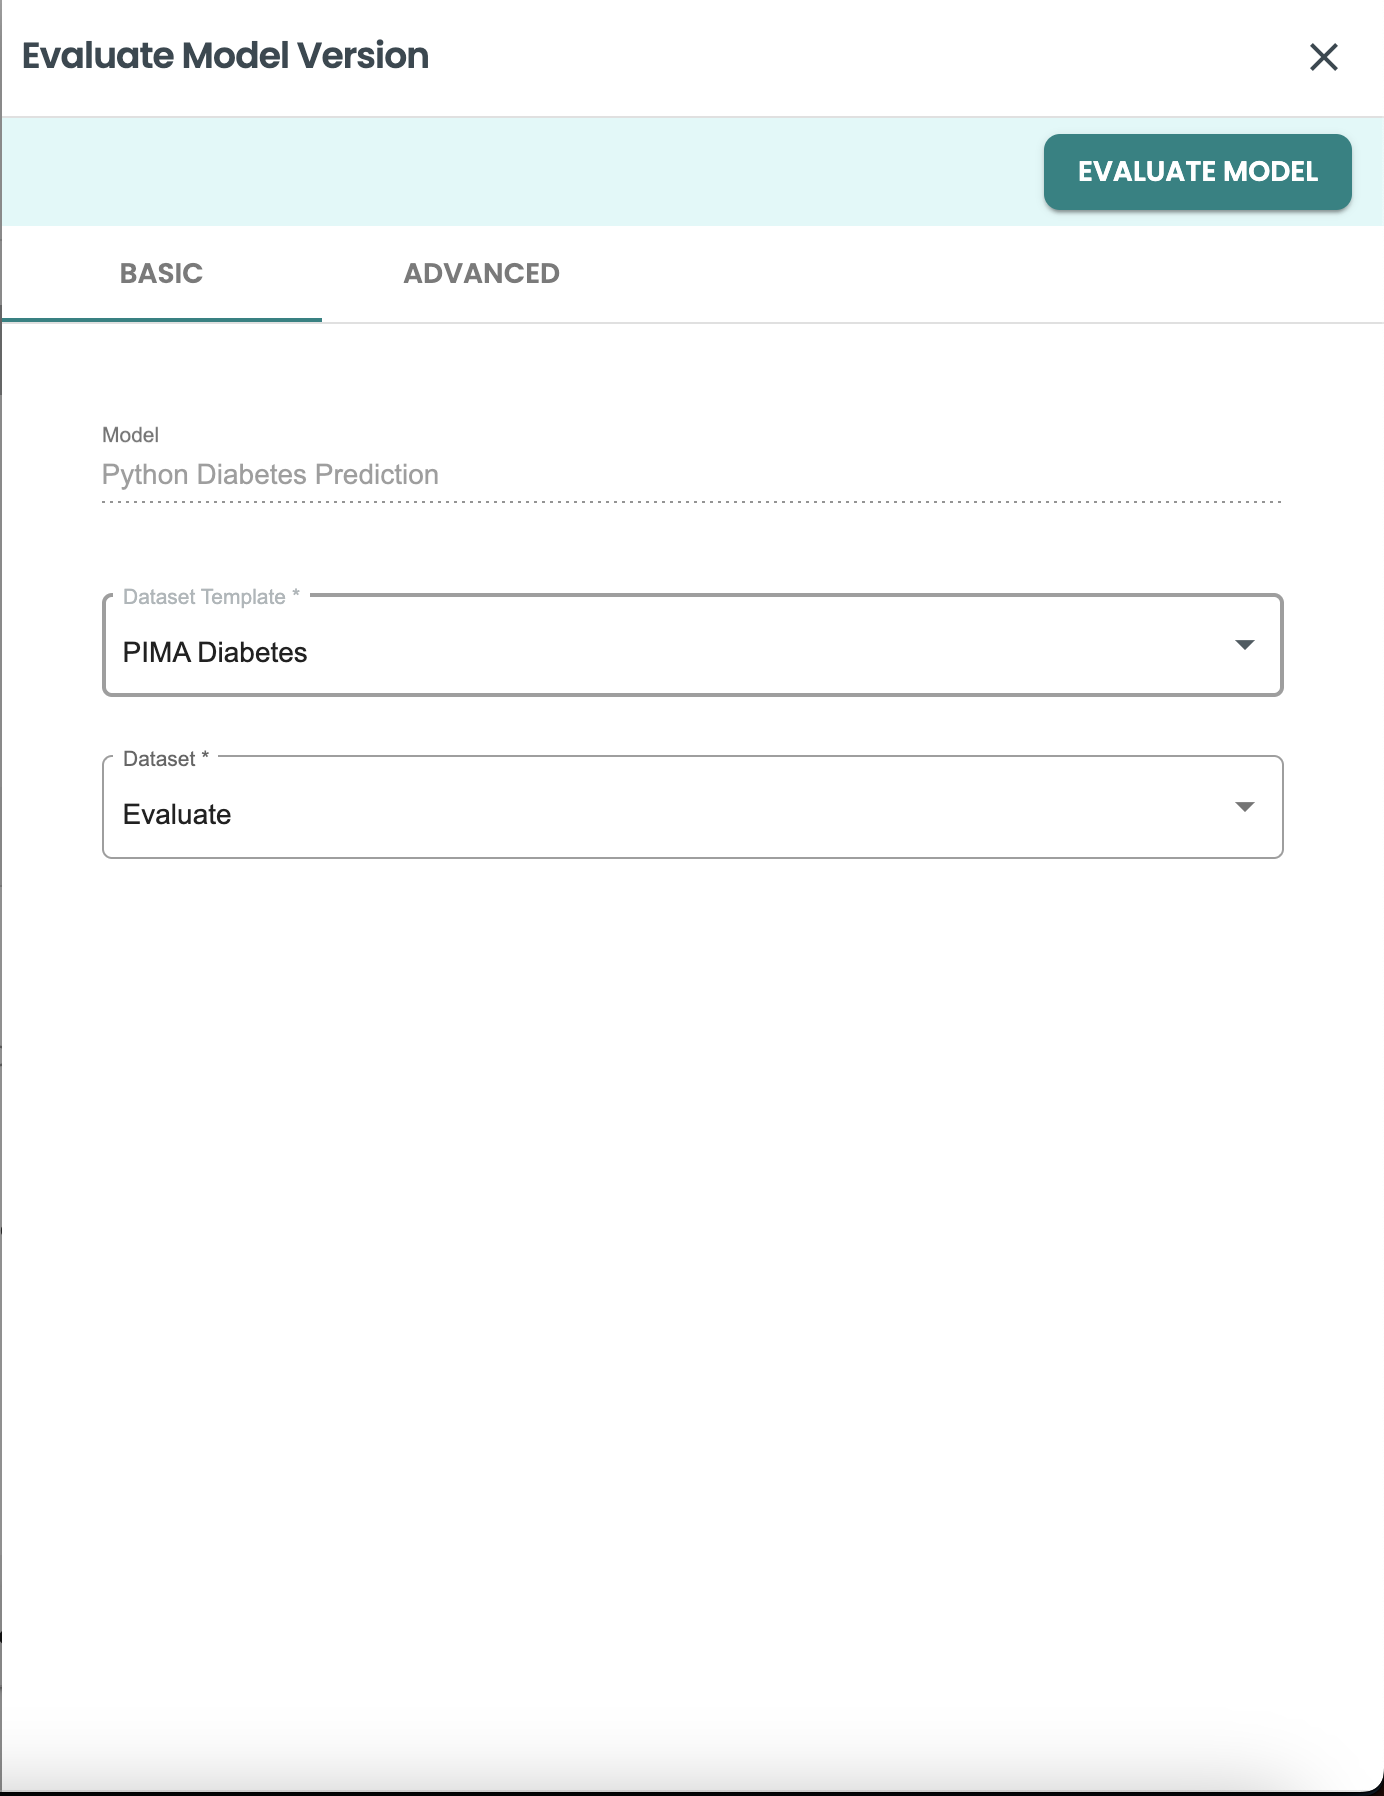 Evaluate Model Version
EVALUATE MODEL
BASIC ADVANCED
Model
Python Diabetes Prediction
Dataset Template *
PIMA Diabetes
Dataset *
Evaluate